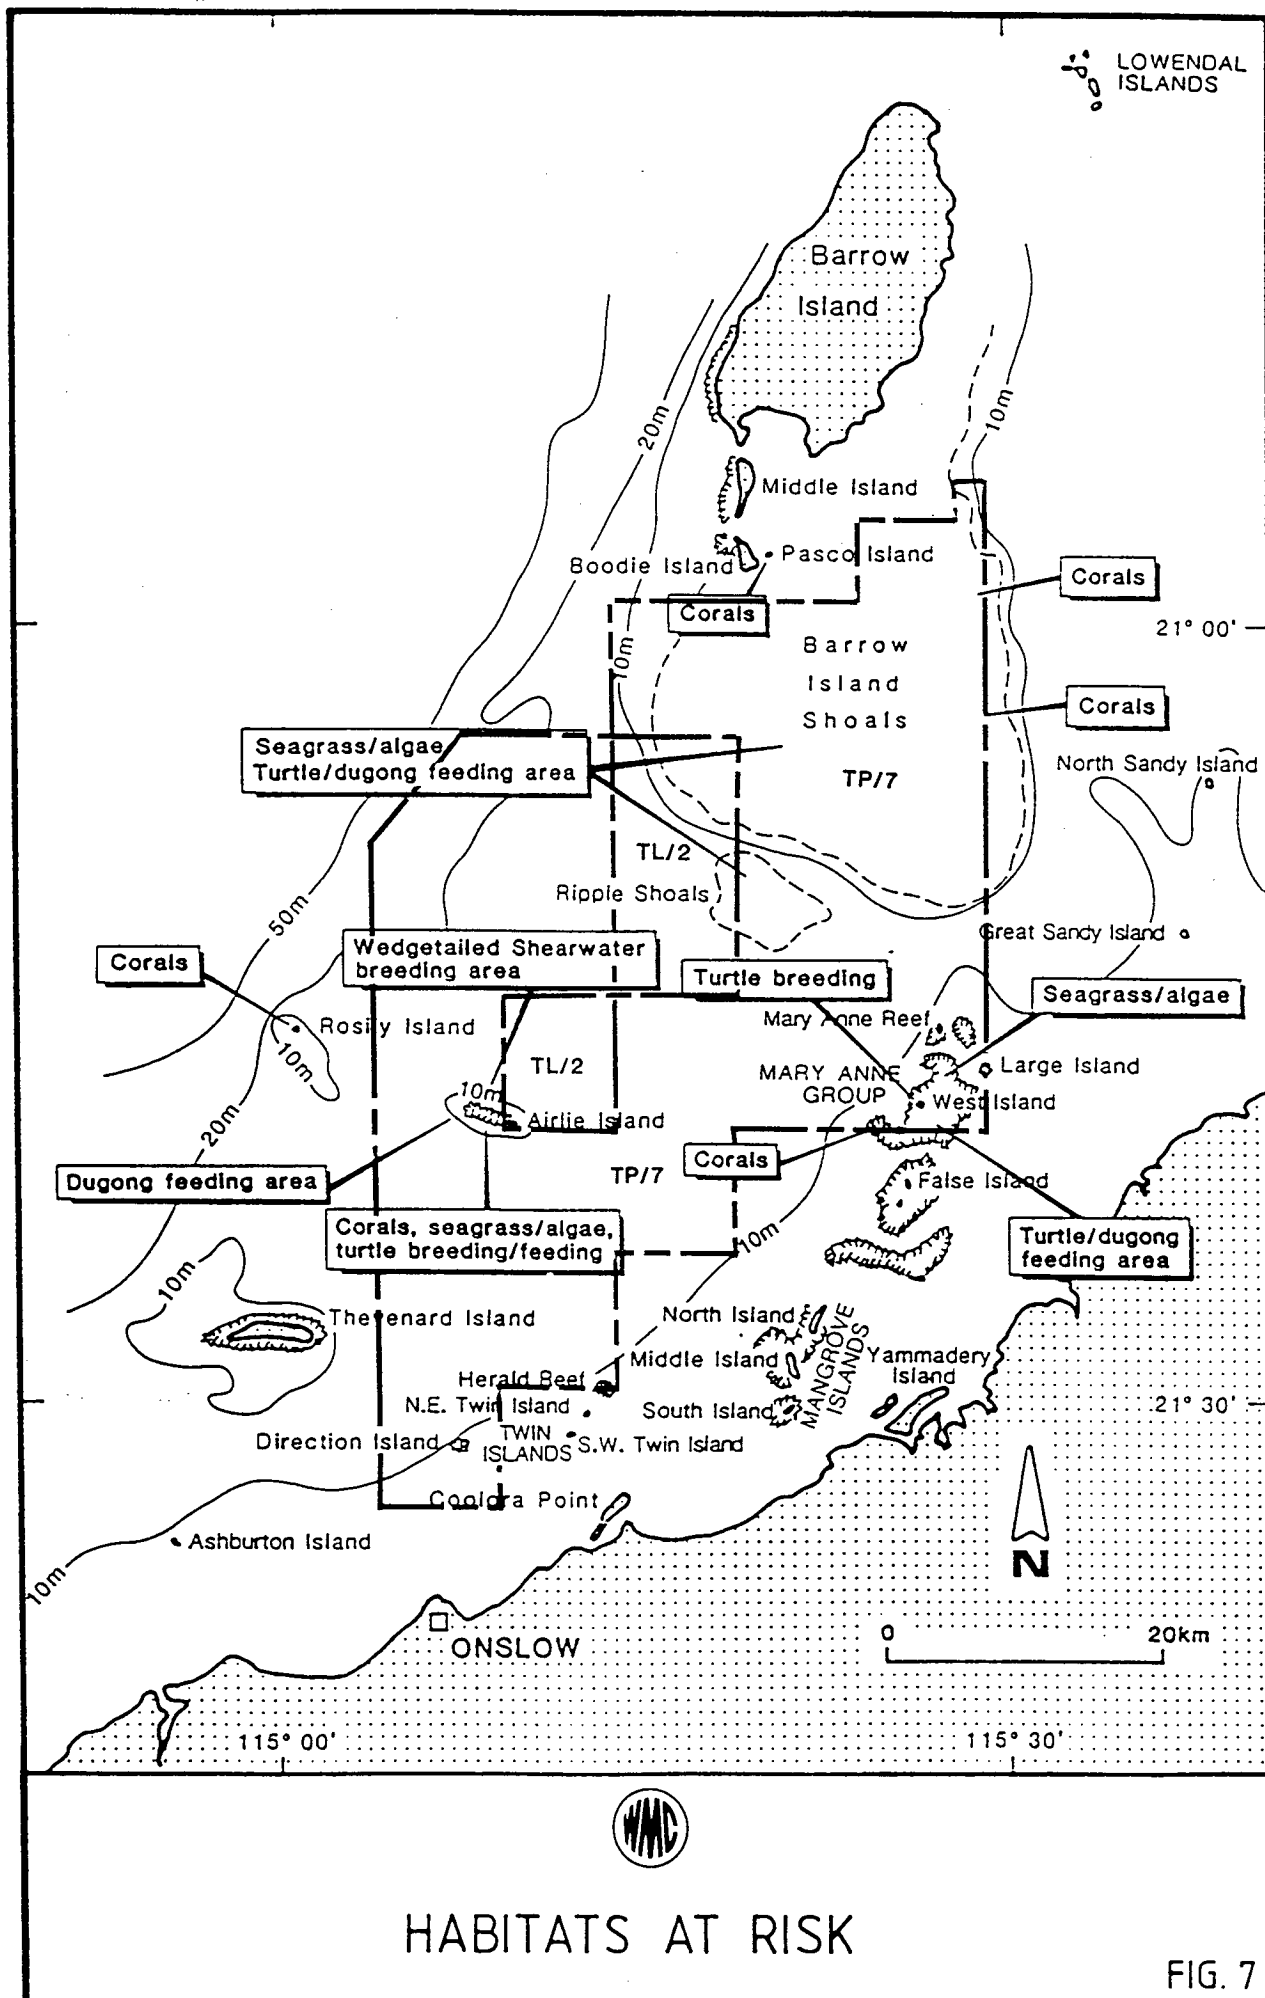 LOWENDAL
ISLANDS
Barrow
Island
20m
10m
Middle Island
Boodie Island
Pasco Island
Corals
Corals
21° 00'
10m
Barrow
Island
Shoals
Corals
Seagrass/algae
Turtle/dugong feeding area
North Sandy Island
TP/7
TL/2
Ripple Shoals
50m
Great Sandy Island
Wedgetailed Shearwater
breeding area
Corals
Turtle breeding
Seagrass/algae
Rosily Island
Mary Anne Reef
10m
TL/2
MARY ANNE
GROUP
Large Island
West Island
10m
Airlie Island
20m
Corals
Dugong feeding area
TP/7
False Island
Corals, seagrass/algae,
turtle breeding/feeding
10m
Turtle/dugong
feeding area
10m
Thevenard Island
North Island
MANGROVE
ISLANDS
Middle Island
Yammadery
Island
Herald Reef
N.E. Twin Island
South Island
21° 30'
Direction Island
TWIN
ISLANDS
S.W. Twin Island
Coolgra Point
Ashburton Island
10m
N
ONSLOW
0 20km
115° 00' 115° 30'
WMC
HABITATS AT RISK
FIG. 7